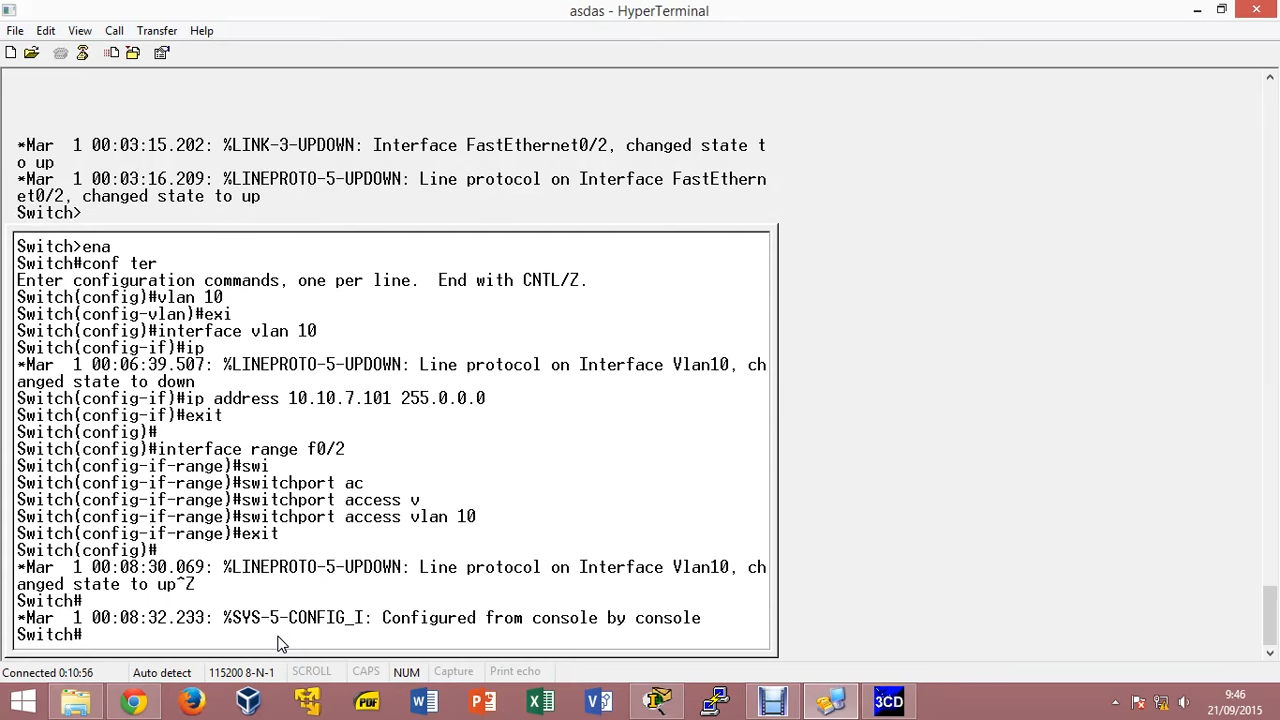 asdas - HyperTerminal
File Edit View Call Transfer Help
*Mar  1 00:03:15.202: %LINK-3-UPDOWN: Interface FastEthernet0/2, changed state t
o up
*Mar  1 00:03:16.209: %LINEPROTO-5-UPDOWN: Line protocol on Interface FastEthern
et0/2, changed state to up
Switch>
Switch>ena
Switch#conf ter
Enter configuration commands, one per line.  End with CNTL/Z.
Switch(config)#vlan 10
Switch(config-vlan)#exi
Switch(config)#interface vlan 10
Switch(config-if)#ip
*Mar  1 00:06:39.507: %LINEPROTO-5-UPDOWN: Line protocol on Interface Vlan10, ch
anged state to down
Switch(config-if)#ip address 10.10.7.101 255.0.0.0
Switch(config-if)#exit
Switch(config)#
Switch(config)#interface range f0/2
Switch(config-if-range)#swi
Switch(config-if-range)#switchport ac
Switch(config-if-range)#switchport access v
Switch(config-if-range)#switchport access vlan 10
Switch(config-if-range)#exit
Switch(config)#
*Mar  1 00:08:30.069: %LINEPROTO-5-UPDOWN: Line protocol on Interface Vlan10, ch
anged state to up^Z
Switch#
*Mar  1 00:08:32.233: %SYS-5-CONFIG_I: Configured from console by console
Switch#
Connected 0:10:56 Auto detect 115200 8-N-1 SCROLL CAPS NUM Capture Print echo
PDF 3CD
9:46
21/09/2015